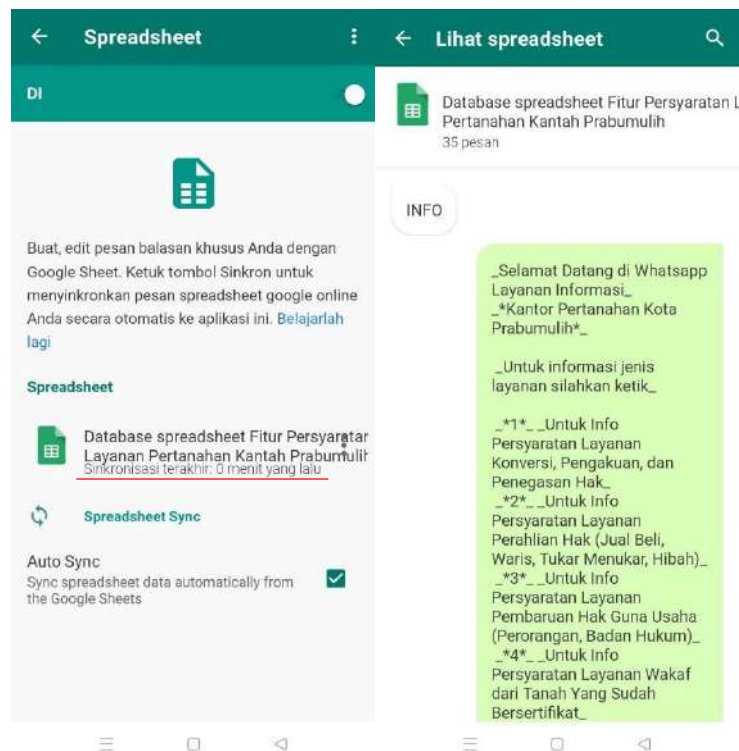 Spreadsheet
DI
Buat, edit pesan balasan khusus Anda dengan
Google Sheet. Ketuk tombol Sinkron untuk
menyinkronkan pesan spreadsheet google online
Anda secara otomatis ke aplikasi ini. Belajarlah
lagi
Spreadsheet
Database spreadsheet Fitur Persyaratan
Layanan Pertanahan Kantah Prabumulih
Sinkronisasi terakhir: 0 menit yang lalu
Spreadsheet Sync
Auto Sync
Sync spreadsheet data automatically from
the Google Sheets
Lihat spreadsheet
Database spreadsheet Fitur Persyaratan L
Pertanahan Kantah Prabumulih
35 pesan
INFO
_Selamat Datang di Whatsapp
Layanan Informasi_
_*Kantor Pertanahan Kota
Prabumulih*_
_Untuk informasi jenis
layanan silahkan ketik_
_*1*_ _Untuk Info
Persyaratan Layanan
Konversi, Pengakuan, dan
Penegasan Hak_
_*2*_ _Untuk Info
Persyaratan Layanan
Perahlian Hak (Jual Beli,
Waris, Tukar Menukar, Hibah)_
_*3*_ _Untuk Info
Persyaratan Layanan
Pembaruan Hak Guna Usaha
(Perorangan, Badan Hukum)_
_*4*_ _Untuk Info
Persyaratan Layanan Wakaf
dari Tanah Yang Sudah
Bersertifikat_